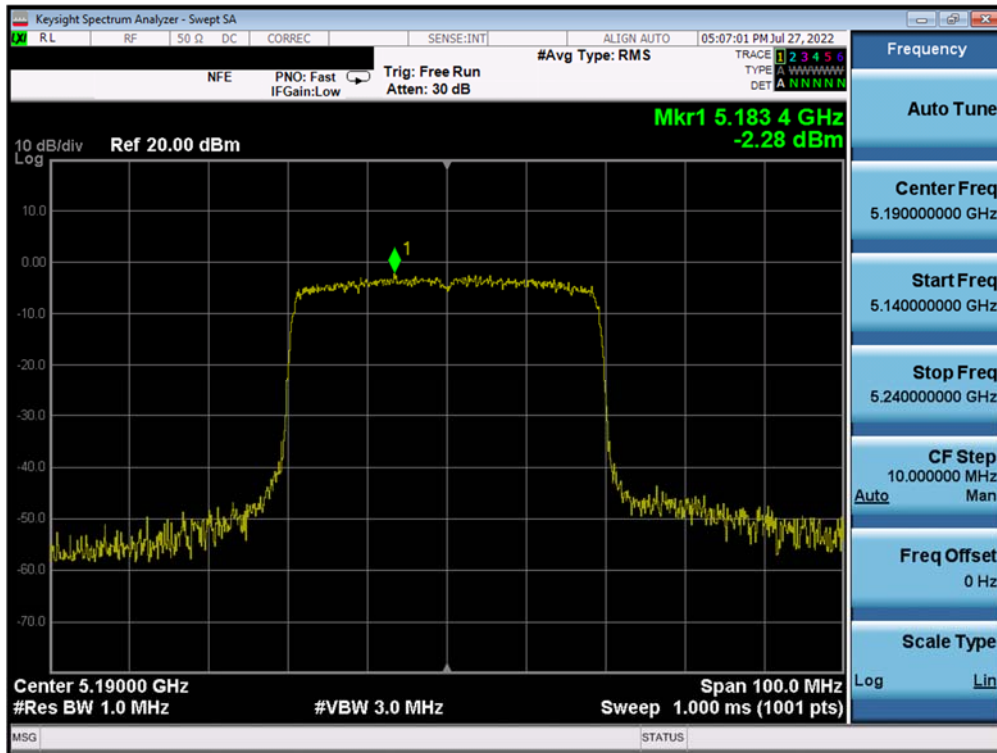 Keysight Spectrum Analyzer - Swept SA
LXI RL RF 50 Ω DC CORREC SENSE:INT ALIGN AUTO 05:07:01 PM Jul 27, 2022
#Avg Type: RMS TRACE 1 2 3 4 5 6
NFE PNO: Fast Trig: Free Run TYPE A WWWWW
IFGain:Low Atten: 30 dB DET A N N N N N
Mkr1 5.183 4 GHz
-2.28 dBm
10 dB/div Ref 20.00 dBm
Log
10.0
1
0.00
-10.0
-20.0
-30.0
-40.0
-50.0
-60.0
-70.0
Center 5.19000 GHz Span 100.0 MHz
#Res BW 1.0 MHz #VBW 3.0 MHz Sweep 1.000 ms (1001 pts)
MSG STATUS
Frequency
Auto Tune
Center Freq
5.190000000 GHz
Start Freq
5.140000000 GHz
Stop Freq
5.240000000 GHz
CF Step
10.000000 MHz
Auto Man
Freq Offset
0 Hz
Scale Type
Log Lin